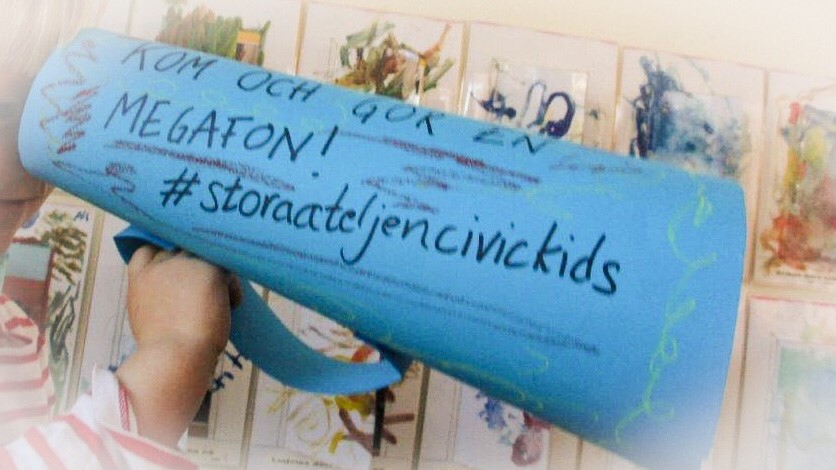 KOM OCH GÖR EN
MEGAFON!
#storaateljencivickids